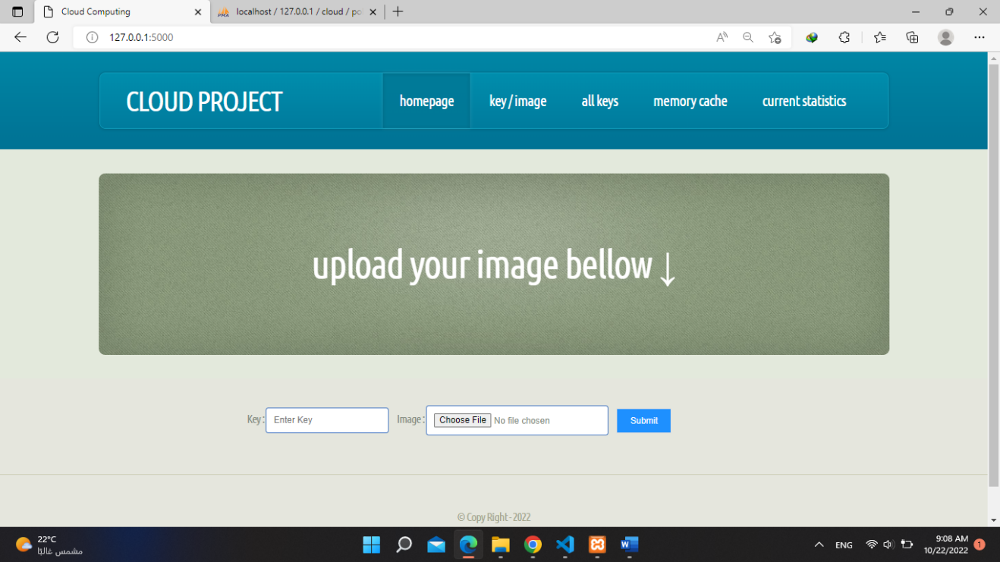 Cloud Computing
localhost / 127.0.0.1 / cloud / po
127.0.0.1:5000
CLOUD PROJECT
homepage
key / image
all keys
memory cache
current statistics
upload your image bellow ↓
Key :
Enter Key
Image :
Choose File
No file chosen
Submit
© Copy Right - 2022
22°C
مشمس غالبًا
ENG
9:08 AM
10/22/2022
1